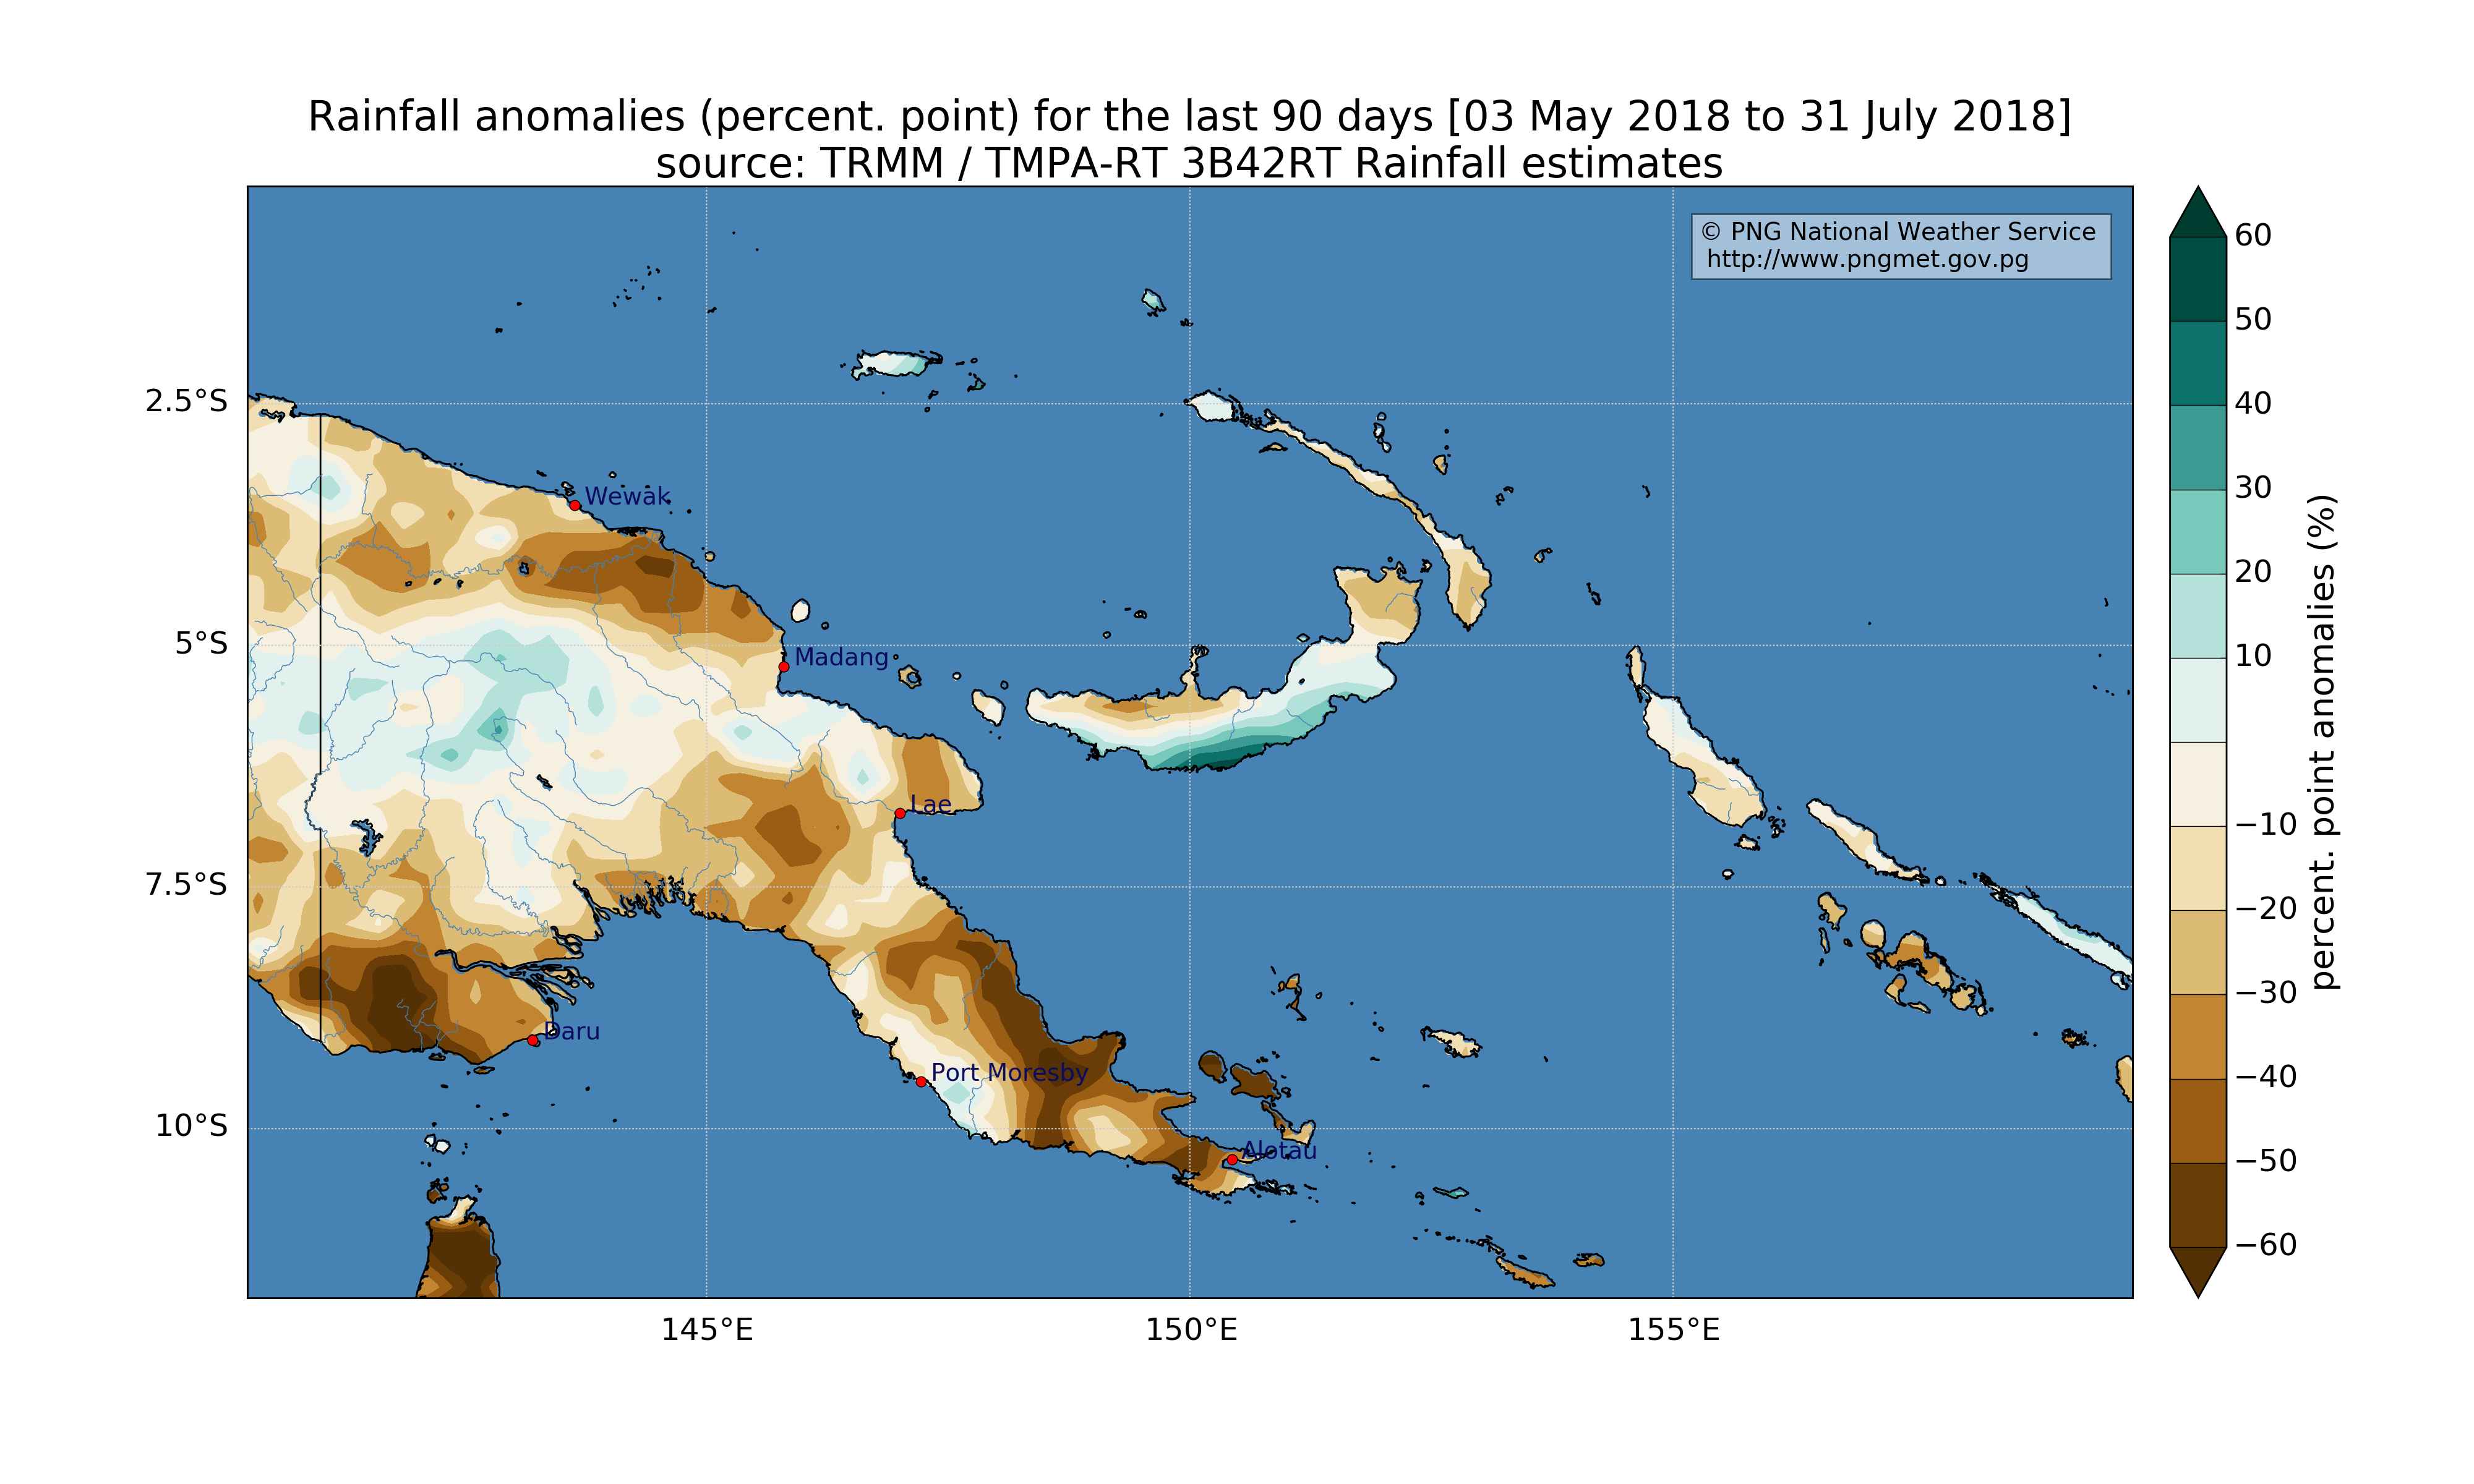 Rainfall anomalies (percent. point) for the last 90 days [03 May 2018 to 31 July 2018]
source: TRMM / TMPA-RT 3B42RT Rainfall estimates
© PNG National Weather Service
http://www.pngmet.gov.pg
2.5°S
5°S
7.5°S
10°S
Wewak
Madang
Lae
Daru
Port Moresby
Alotau
145°E
150°E
155°E
60
50
40
30
20
10
−10
−20
−30
−40
−50
−60
percent. point anomalies (%)